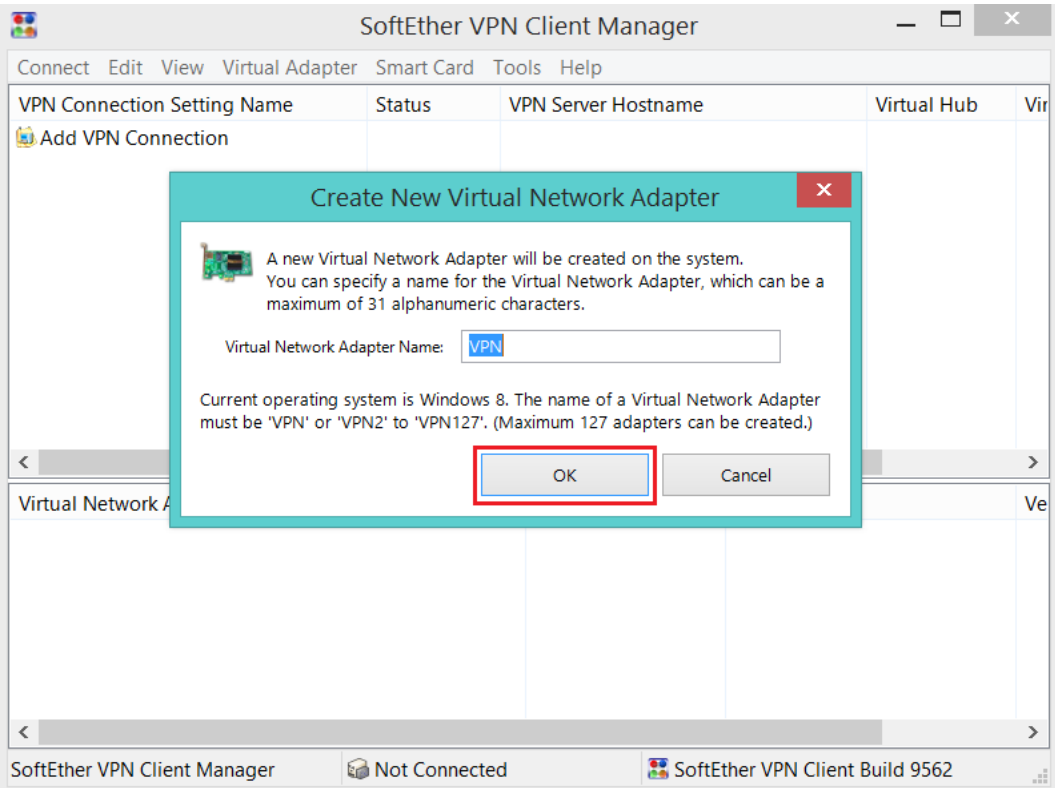 SoftEther VPN Client Manager
Connect Edit View Virtual Adapter Smart Card Tools Help
VPN Connection Setting Name Status VPN Server Hostname Virtual Hub Vir
Add VPN Connection
Create New Virtual Network Adapter
A new Virtual Network Adapter will be created on the system.
You can specify a name for the Virtual Network Adapter, which can be a
maximum of 31 alphanumeric characters.
Virtual Network Adapter Name: VPN
Current operating system is Windows 8. The name of a Virtual Network Adapter
must be 'VPN' or 'VPN2' to 'VPN127'. (Maximum 127 adapters can be created.)
OK Cancel
Virtual Network A Ve
SoftEther VPN Client Manager Not Connected SoftEther VPN Client Build 9562